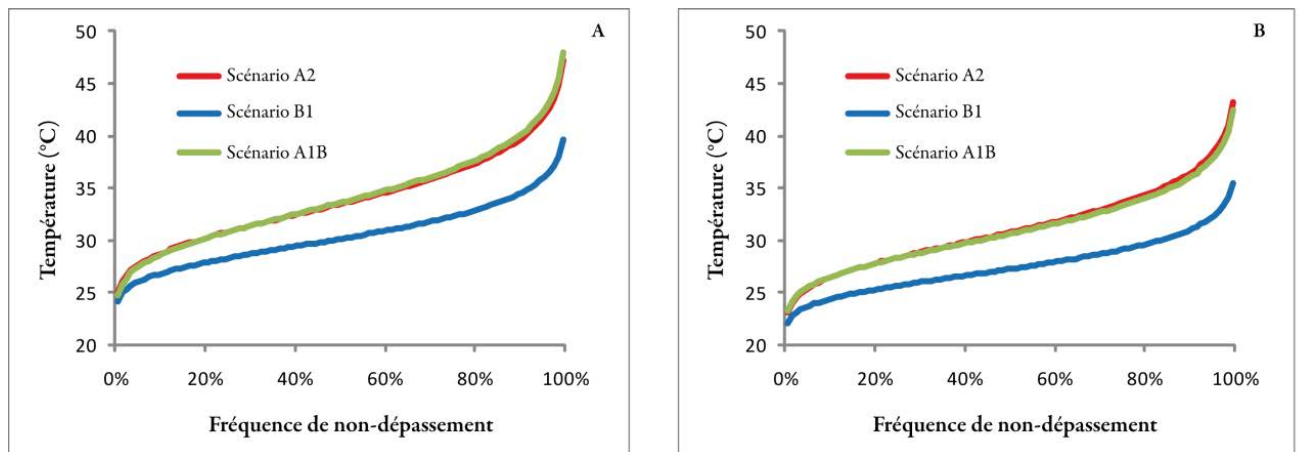 A
50
45
40
35
30
25
20
Température (°C)
Scénario A2
Scénario B1
Scénario A1B
0% 20% 40% 60% 80% 100%
Fréquence de non-dépassement
B
50
45
40
35
30
25
20
Température (°C)
Scénario A2
Scénario B1
Scénario A1B
0% 20% 40% 60% 80% 100%
Fréquence de non-dépassement